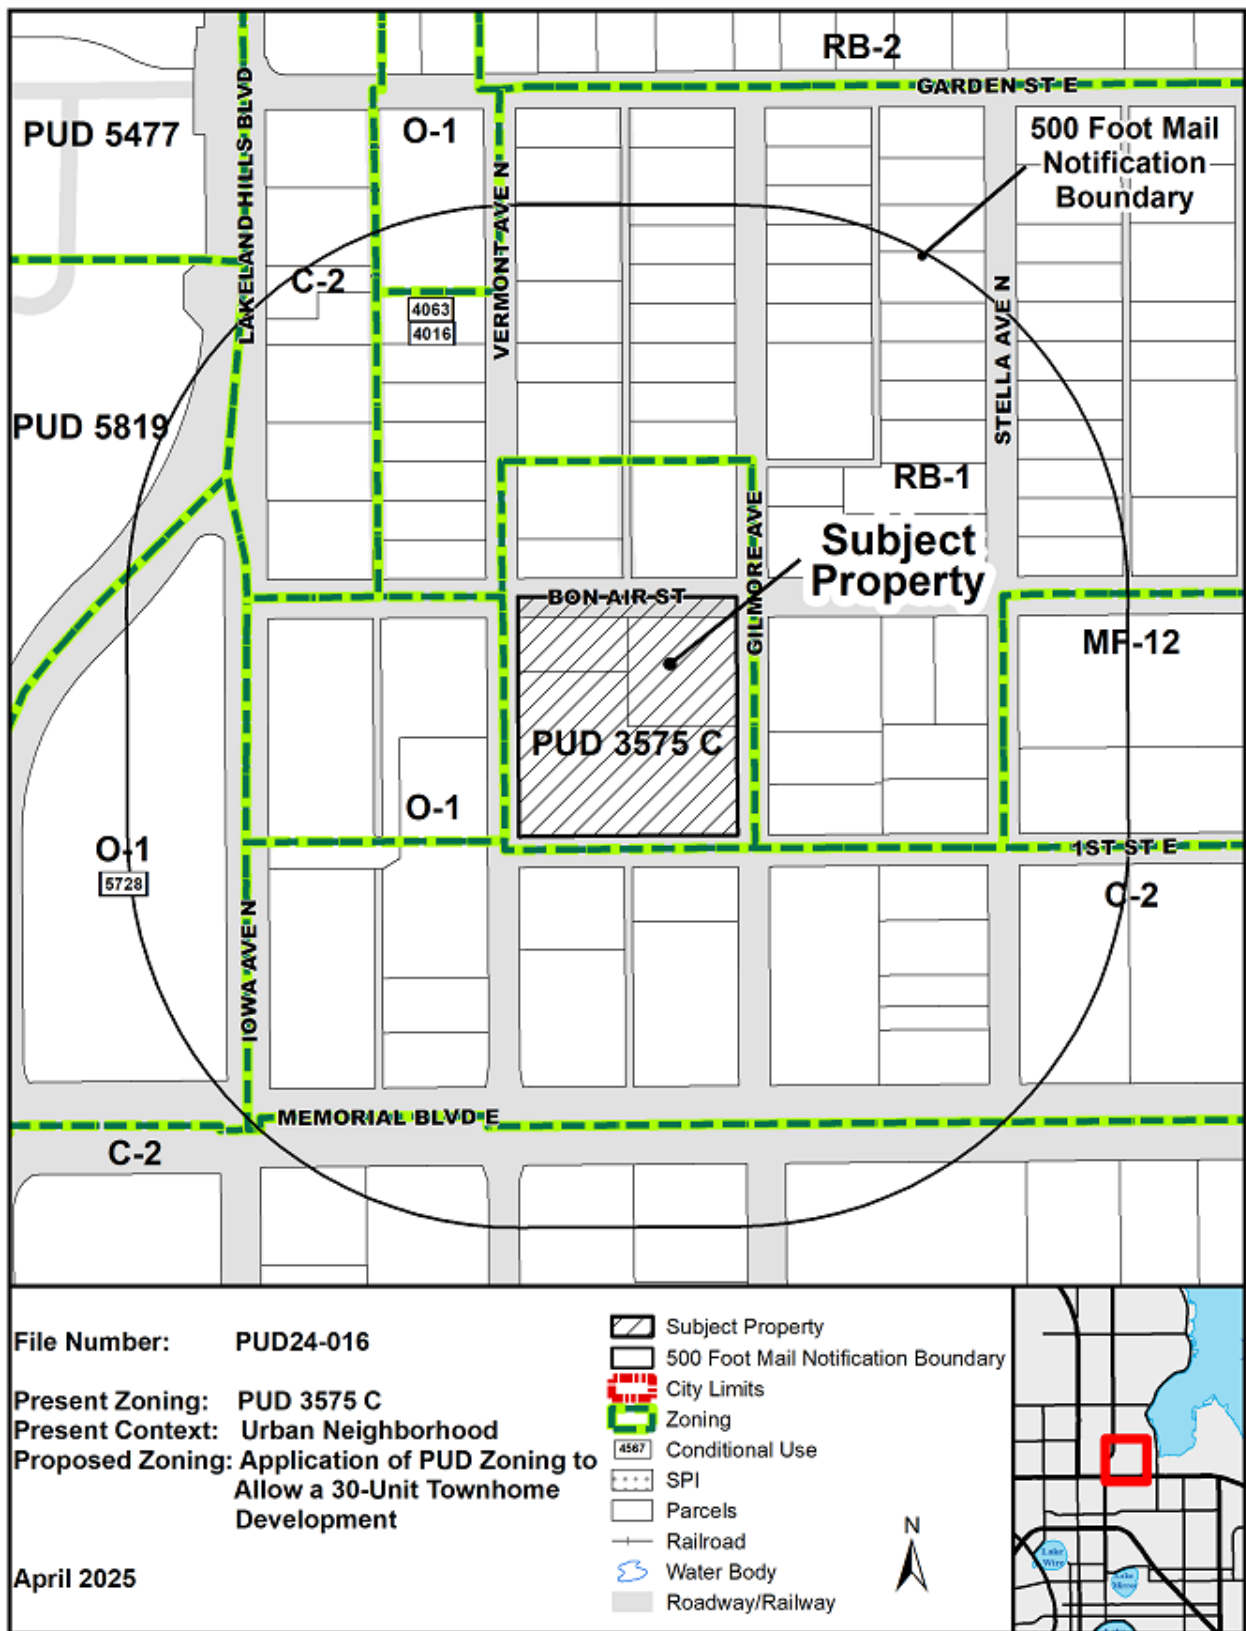 RB-2
GARDEN ST E
PUD 5477
O-1
500 Foot Mail
Notification
Boundary
LAKELAND HILLS BLVD
VERMONT AVE N
C-2
4063
4016
STELLA AVE N
PUD 5819
RB-1
GILMORE AVE
Subject
Property
BON AIR ST
MF-12
PUD 3575 C
O-1
O-1
5728
1ST ST E
C-2
IOWA AVE N
MEMORIAL BLVD E
C-2
File Number: PUD24-016
Present Zoning: PUD 3575 C
Present Context: Urban Neighborhood
Proposed Zoning: Application of PUD Zoning to
Allow a 30-Unit Townhome
Development
April 2025
Subject Property
500 Foot Mail Notification Boundary
City Limits
Zoning
4567 Conditional Use
SPI
Parcels
Railroad
Water Body
Roadway/Railway
N
Lake
Wire
Lake
Mirror